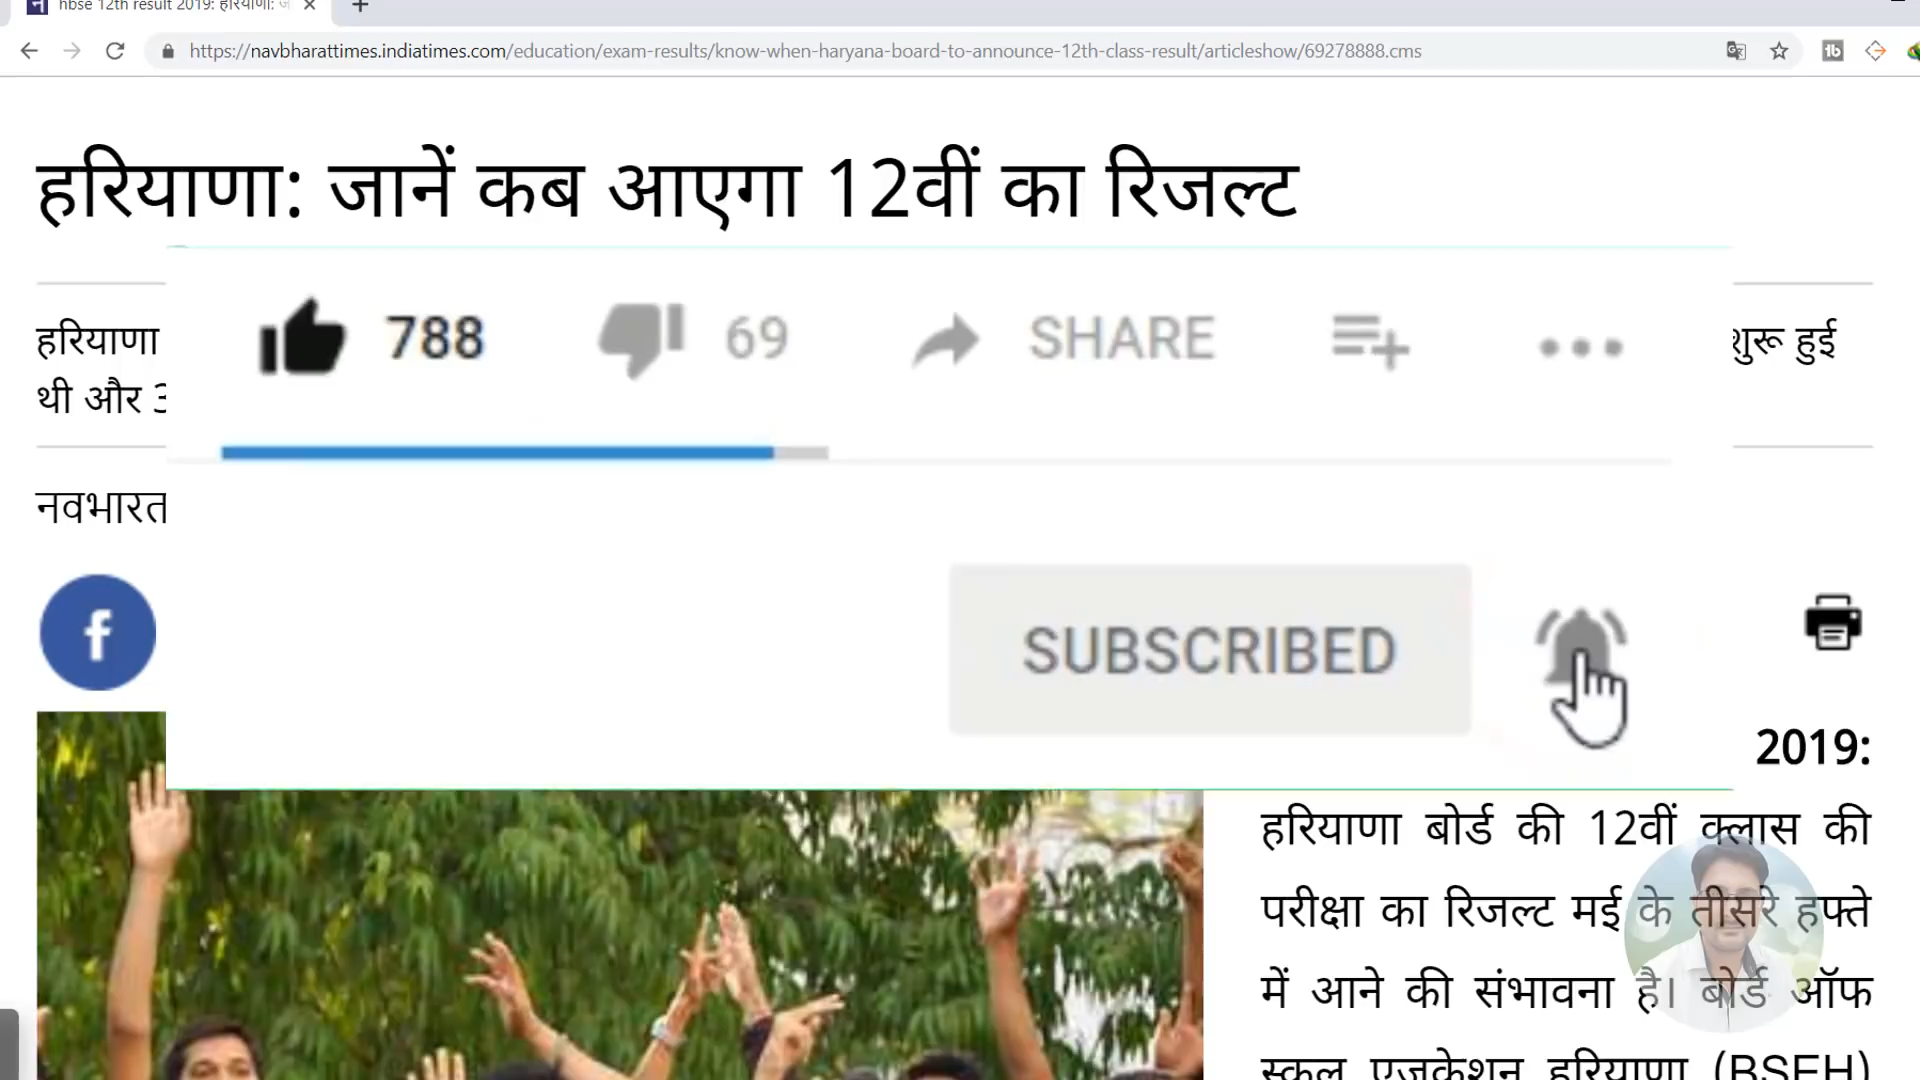 hbse 12th result 2019: हरियाणा:
https://navbharattimes.indiatimes.com/education/exam-results/know-when-haryana-board-to-announce-12th-class-result/articleshow/69278888.cms
हरियाणा: जानें कब आएगा 12वीं का रिजल्ट
788 69 SHARE
हरियाणा शुरू हुई
थी और
नवभारत
f
SUBSCRIBED
2019:
हरियाणा बोर्ड की 12वीं क्लास की
परीक्षा का रिजल्ट मई के तीसरे हफ्ते
में आने की संभावना है। बोर्ड ऑफ
स्कूल एजुकेशन हरियाणा (BSEH)